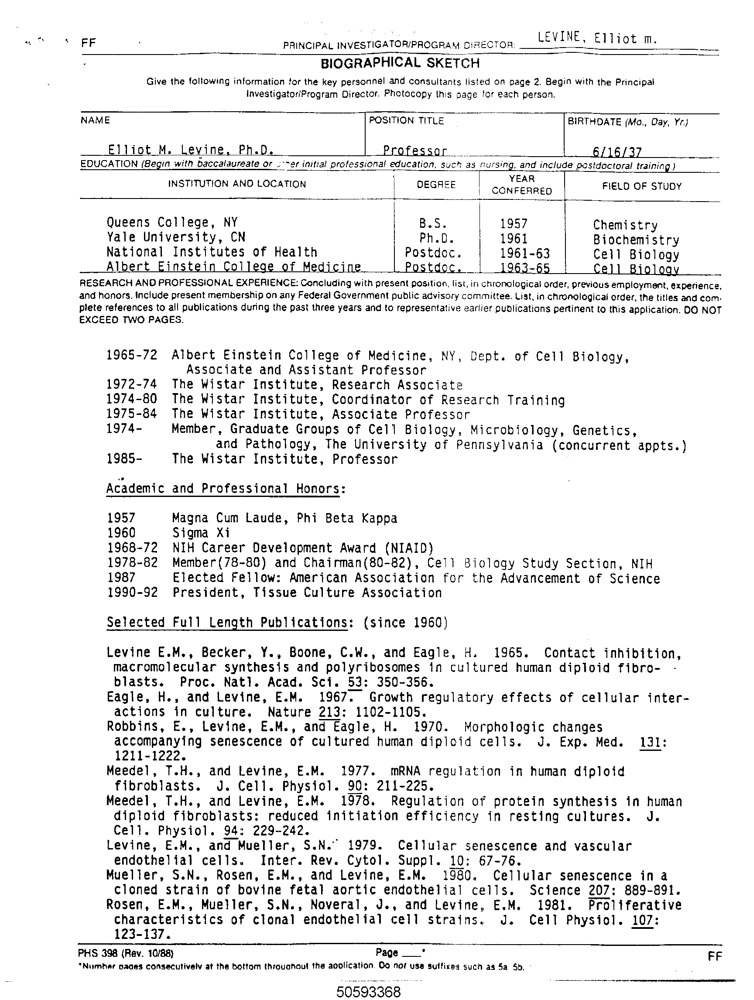 LEVINE, Elliot m.
FF
PRINCIPAL INVESTIGATOR/PROGRAM DIRECTOR:
BIOGRAPHICAL SKETCH
Give the following information for the key personnel and consultants listed on page 2. Begin with the Principal
Investigator/Program Director. Photocopy this page for each person.
NAME POSITION TITLE BIRTHDATE (Mo., Day, Yr.)
Elliot M. Levine, Ph.D. Professor 6/16/37
EDUCATION (Begin with baccalaureate or initial professional education, such as nursing, and include postdoctoral training)
INSTITUTION AND LOCATION DEGREE YEAR CONFERRED FIELD OF STUDY
Queens College, NY B.S. 1957 Chemistry
Yale University, CN Ph.D. 1961 Biochemistry
National Institutes of Health Postdoc. 1961-63 Cell Biology
Albert Einstein College of Medicine Postdoc. 1963-65 Cell Biology
RESEARCH AND PROFESSIONAL EXPERIENCE: Concluding with present position, list, in chronological order, previous employment, experience,
and honors. Include present membership on any Federal Government public advisory committee. List, in chronological order, the titles and com-
plete references to all publications during the past three years and to representative earlier publications pertinent to this application. DO NOT
EXCEED TWO PAGES.
1965-72 Albert Einstein College of Medicine, NY, Dept. of Cell Biology,
Associate and Assistant Professor
1972-74 The Wistar Institute, Research Associate
1974-80 The Wistar Institute, Coordinator of Research Training
1975-84 The Wistar Institute, Associate Professor
1974- Member, Graduate Groups of Cell Biology, Microbiology, Genetics,
and Pathology, The University of Pennsylvania (concurrent appts.)
1985- The Wistar Institute, Professor
Academic and Professional Honors:
1957 Magna Cum Laude, Phi Beta Kappa
1960 Sigma Xi
1968-72 NIH Career Development Award (NIAID)
1978-82 Member(78-80) and Chairman(80-82), Cell Biology Study Section, NIH
1987 Elected Fellow: American Association for the Advancement of Science
1990-92 President, Tissue Culture Association
Selected Full Length Publications: (since 1960)
Levine E.M., Becker, Y., Boone, C.W., and Eagle, H. 1965. Contact inhibition,
macromolecular synthesis and polyribosomes in cultured human diploid fibro-
blasts. Proc. Natl. Acad. Sci. 53: 350-356.
Eagle, H., and Levine, E.M. 1967. Growth regulatory effects of cellular inter-
actions in culture. Nature 213: 1102-1105.
Robbins, E., Levine, E.M., and Eagle, H. 1970. Morphologic changes
accompanying senescence of cultured human diploid cells. J. Exp. Med. 131:
1211-1222.
Meedel, T.H., and Levine, E.M. 1977. mRNA regulation in human diploid
fibroblasts. J. Cell. Physiol. 90: 211-225.
Meedel, T.H., and Levine, E.M. 1978. Regulation of protein synthesis in human
diploid fibroblasts: reduced initiation efficiency in resting cultures. J.
Cell. Physiol. 94: 229-242.
Levine, E.M., and Mueller, S.N. 1979. Cellular senescence and vascular
endothelial cells. Inter. Rev. Cytol. Suppl. 10: 67-76.
Mueller, S.N., Rosen, E.M., and Levine, E.M. 1980. Cellular senescence in a
cloned strain of bovine fetal aortic endothelial cells. Science 207: 889-891.
Rosen, E.M., Mueller, S.N., Noveral, J., and Levine, E.M. 1981. Proliferative
characteristics of clonal endothelial cell strains. J. Cell Physiol. 107:
123-137.
PHS 398 (Rev. 10/88) Page ___* FF
*Number pages consecutively at the bottom throughout the application. Do not use suffixes such as 5a 5b.
50593368